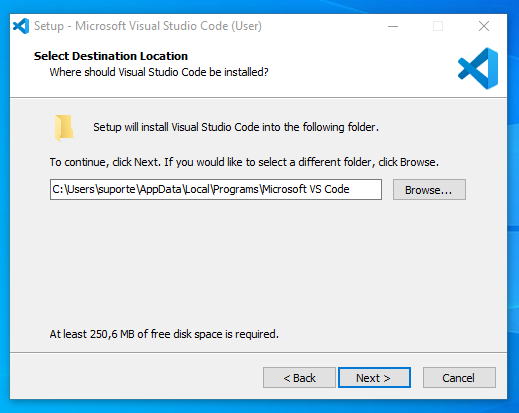 Setup - Microsoft Visual Studio Code (User)
Select Destination Location
Where should Visual Studio Code be installed?
Setup will install Visual Studio Code into the following folder.
To continue, click Next. If you would like to select a different folder, click Browse.
C:\Users\suporte\AppData\Local\Programs\Microsoft VS Code
Browse...
At least 250,6 MB of free disk space is required.
< Back
Next >
Cancel